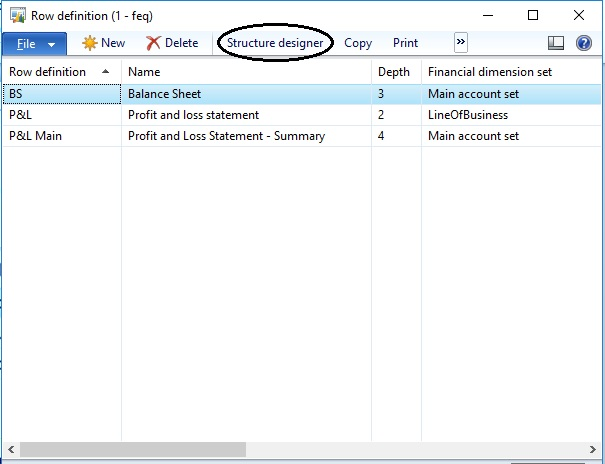 Row definition (1 - feq)
File New Delete Structure designer Copy Print >>
Row definition Name Depth Financial dimension set
BS Balance Sheet 3 Main account set
P&L Profit and loss statement 2 LineOfBusiness
P&L Main Profit and Loss Statement - Summary 4 Main account set